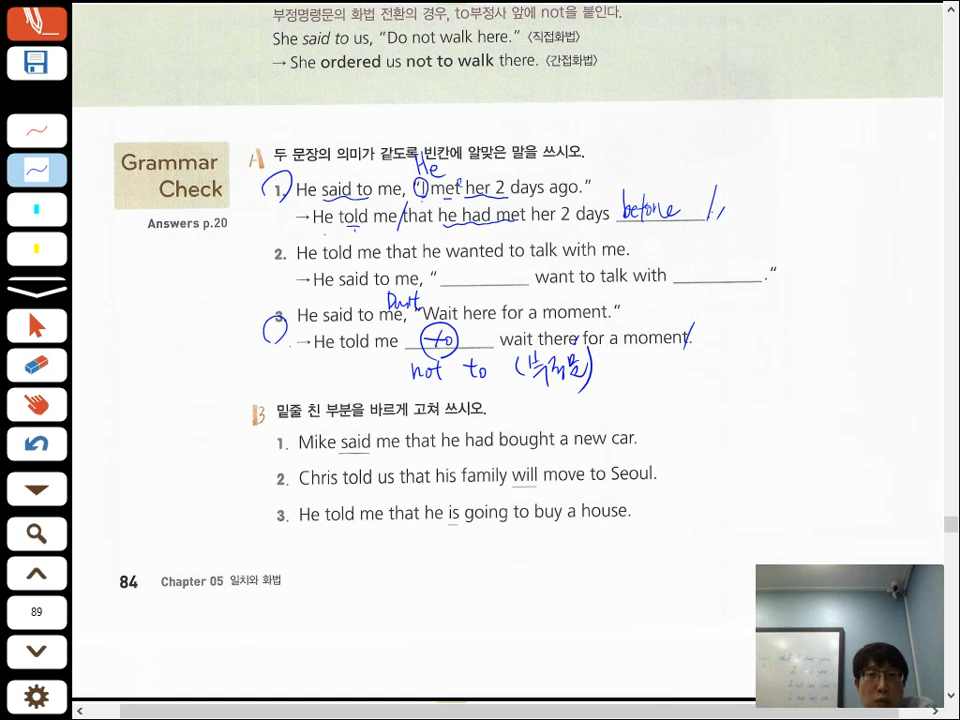 부정명령문의 화법 전환의 경우, to부정사 앞에 not을 붙인다.
She said to us, “Do not walk here.” 〈직접화법〉
→ She ordered us not to walk there. 〈간접화법〉
Grammar Check
Answers p.20
A 두 문장의 의미가 같도록 빈칸에 알맞은 말을 쓰시오.
He
1. He said to me, “I met her 2 days ago.”
→ He told me that he had met her 2 days before
2. He told me that he wanted to talk with me.
→ He said to me, “__________ want to talk with __________.“
3. He said to me, “Wait here for a moment.“
→ He told me to wait there for a moment.
not to (부정문)
B 밑줄 친 부분을 바르게 고쳐 쓰시오.
1. Mike said me that he had bought a new car.
2. Chris told us that his family will move to Seoul.
3. He told me that he is going to buy a house.
84 Chapter 05 일치와 화법
89